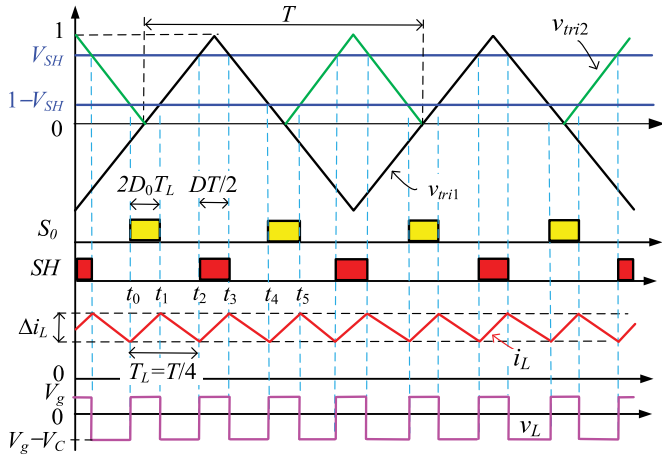 T
1
v_tri2
V_SH
1−V_SH
0
2D_0T_L
DT/2
v_tri1
S_0
SH
t_0 t_1 t_2 t_3 t_4 t_5
Δi_L
T_L=T/4
i_L
0
V_g
0
v_L
V_g−V_C